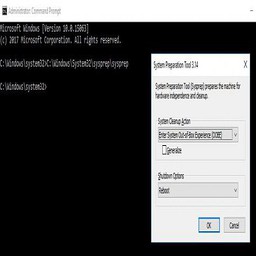 Administrator: Command Prompt
Microsoft Windows [Version 10.0.15063]
(c) 2017 Microsoft Corporation. All rights reserved.
C:\Windows\system32>C:\Windows\System32\sysprep\sysprep
C:\Windows\system32>
System Preparation Tool 3.14
System Preparation Tool (Sysprep) prepares the machine for
hardware independence and cleanup.
System Cleanup Action
Enter System Out-of-Box Experience (OOBE)
Generalize
Shutdown Options
Reboot
OK
Cancel